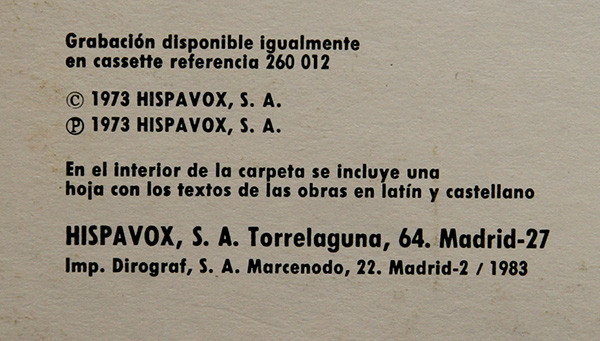 Grabación disponible igualmente
en cassette referencia 260 012
© 1973 HISPAVOX, S. A.
℗ 1973 HISPAVOX, S. A.
En el interior de la carpeta se incluye una
hoja con los textos de las obras en latín y castellano
HISPAVOX, S. A. Torrelaguna, 64. Madrid-27
Imp. Dirograf, S. A. Marcenodo, 22. Madrid-2 / 1983